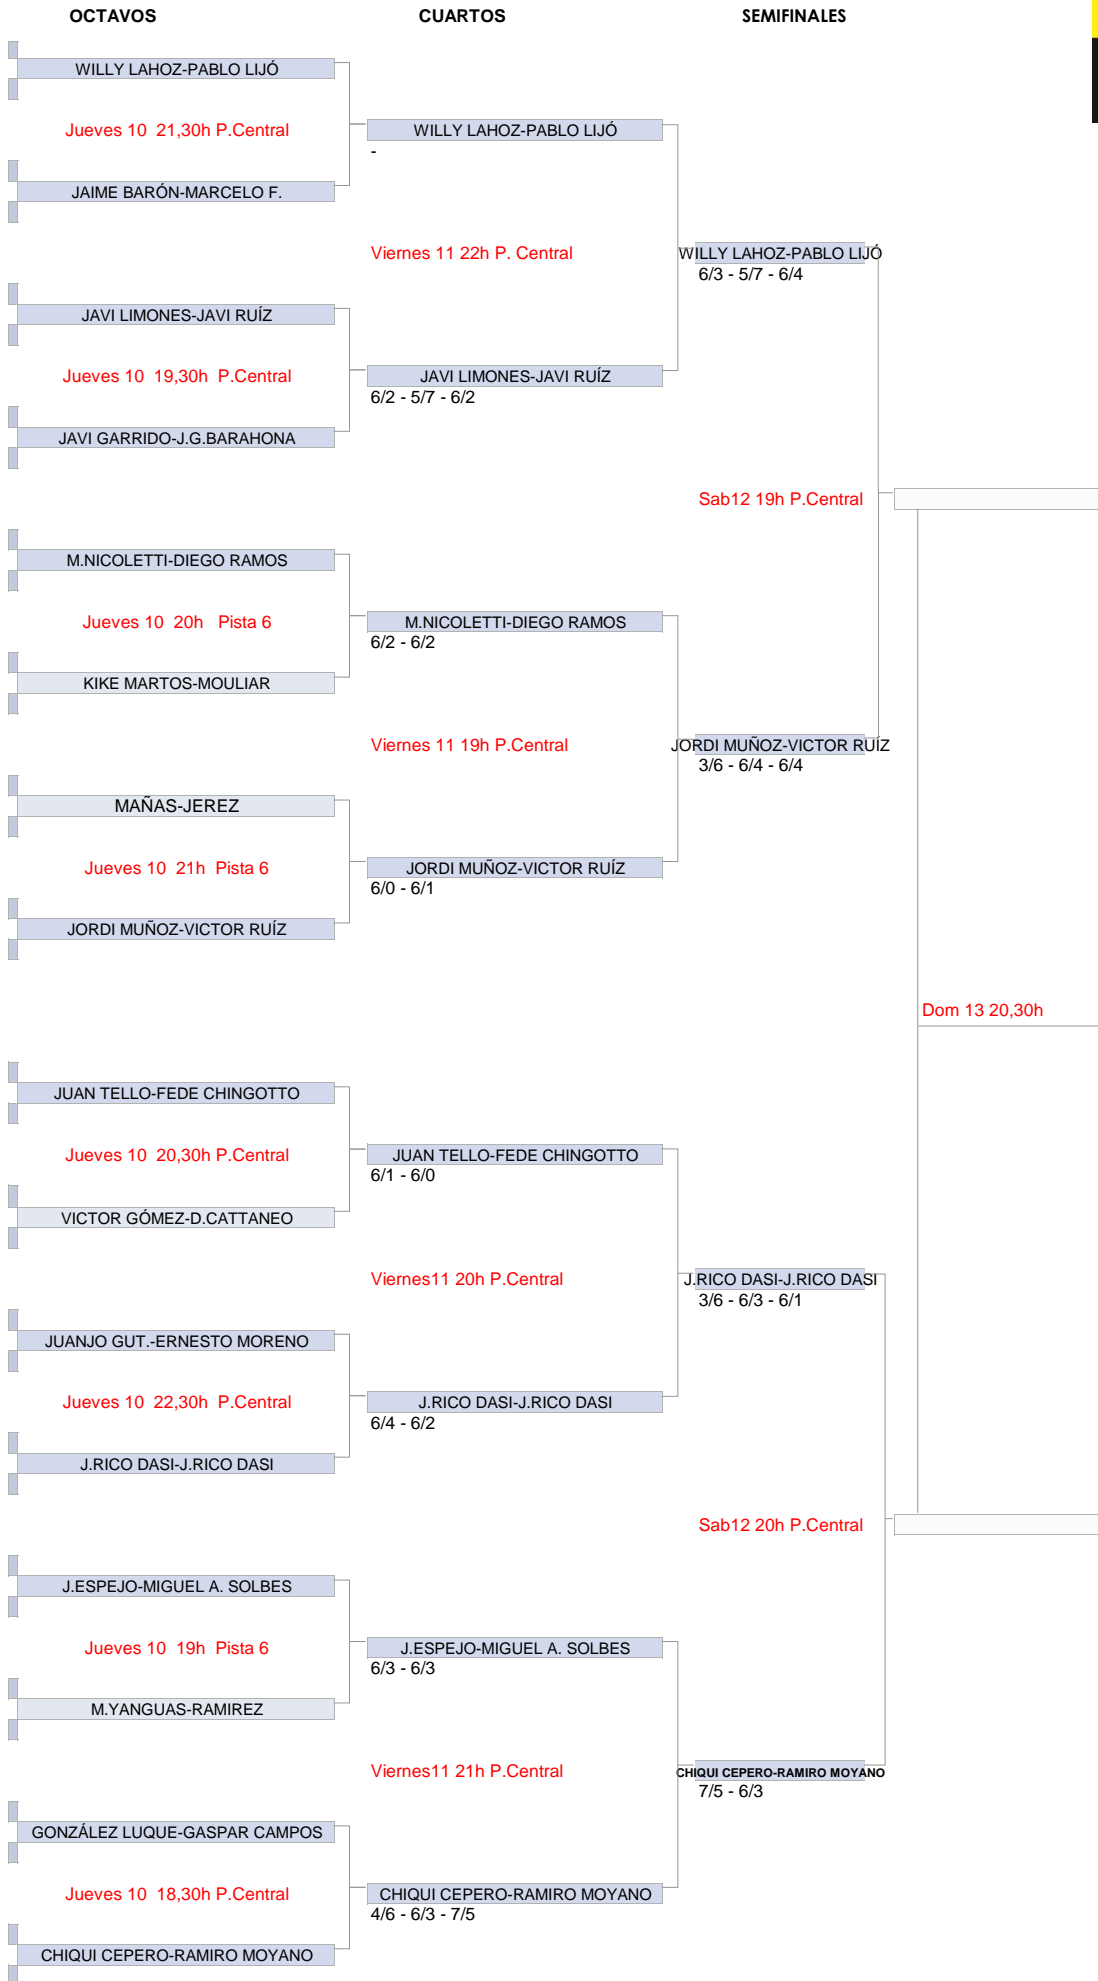 OCTAVOS
CUARTOS
SEMIFINALES
WILLY LAHOZ-PABLO LIJÓ
Jueves 10  21,30h P.Central
WILLY LAHOZ-PABLO LIJÓ
-
JAIME BARÓN-MARCELO F.
Viernes 11 22h P. Central
WILLY LAHOZ-PABLO LIJÓ
6/3 - 5/7 - 6/4
JAVI LIMONES-JAVI RUÍZ
Jueves 10  19,30h  P.Central
JAVI LIMONES-JAVI RUÍZ
6/2 - 5/7 - 6/2
JAVI GARRIDO-J.G.BARAHONA
Sab12 19h P.Central
M.NICOLETTI-DIEGO RAMOS
Jueves 10  20h   Pista 6
M.NICOLETTI-DIEGO RAMOS
6/2 - 6/2
KIKE MARTOS-MOULIAR
Viernes 11 19h P.Central
JORDI MUÑOZ-VICTOR RUÍZ
3/6 - 6/4 - 6/4
MAÑAS-JEREZ
Jueves 10  21h  Pista 6
JORDI MUÑOZ-VICTOR RUÍZ
6/0 - 6/1
JORDI MUÑOZ-VICTOR RUÍZ
Dom 13 20,30h
JUAN TELLO-FEDE CHINGOTTO
Jueves 10  20,30h P.Central
JUAN TELLO-FEDE CHINGOTTO
6/1 - 6/0
VICTOR GÓMEZ-D.CATTANEO
Viernes11 20h P.Central
J.RICO DASI-J.RICO DASI
3/6 - 6/3 - 6/1
JUANJO GUT.-ERNESTO MORENO
Jueves 10  22,30h  P.Central
J.RICO DASI-J.RICO DASI
6/4 - 6/2
J.RICO DASI-J.RICO DASI
Sab12 20h P.Central
J.ESPEJO-MIGUEL A. SOLBES
Jueves 10  19h  Pista 6
J.ESPEJO-MIGUEL A. SOLBES
6/3 - 6/3
M.YANGUAS-RAMIREZ
Viernes11 21h P.Central
CHIQUI CEPERO-RAMIRO MOYANO
7/5 - 6/3
GONZÁLEZ LUQUE-GASPAR CAMPOS
Jueves 10  18,30h P.Central
CHIQUI CEPERO-RAMIRO MOYANO
4/6 - 6/3 - 7/5
CHIQUI CEPERO-RAMIRO MOYANO